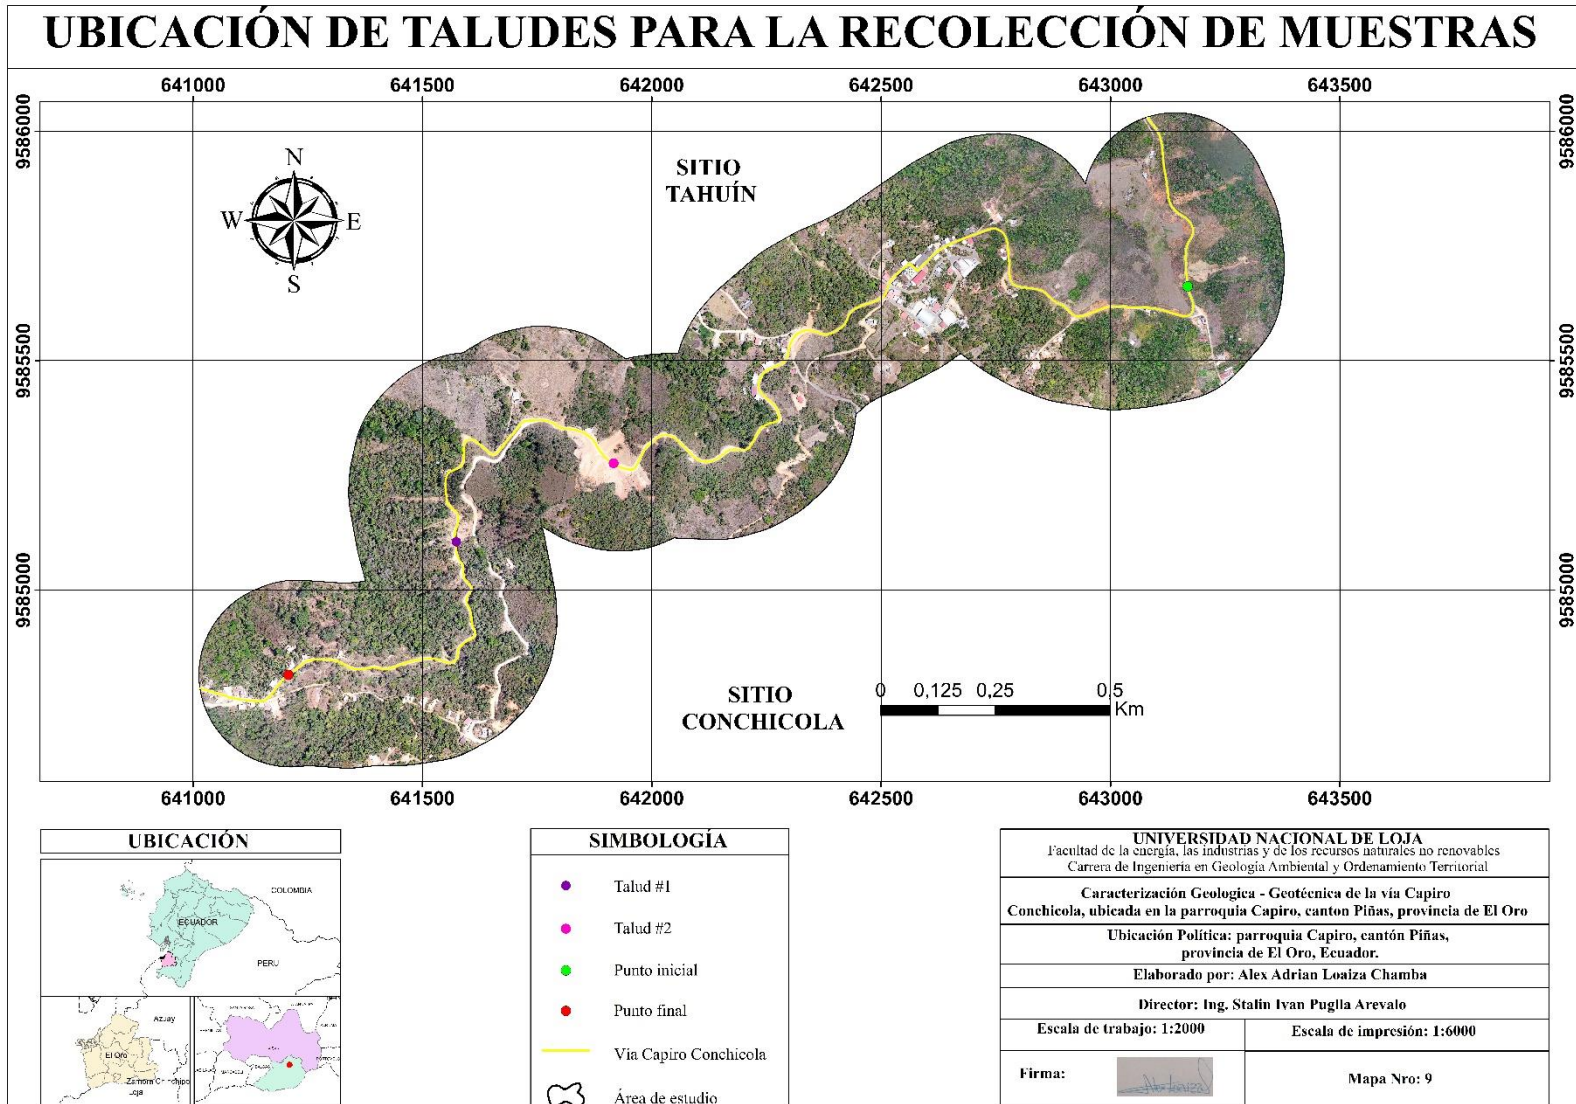 UBICACIÓN DE TALUDES PARA LA RECOLECCIÓN DE MUESTRAS
641000 641500 642000 642500 643000 643500
9586000 9586000
N
W E
S
SITIO
TAHUÍN
9585500 9585500
9585000 9585000
SITIO
CONCHICOLA
0 0,125 0,25 0,5
Km
641000 641500 642000 642500 643000 643500
UBICACIÓN
COLOMBIA
ECUADOR
PERU
Azuay
El Oro
Zamora Chinchipe
Loja
SIMBOLOGÍA
Talud #1
Talud #2
Punto inicial
Punto final
Vía Capiro Conchicola
Área de estudio
UNIVERSIDAD NACIONAL DE LOJA
Facultad de la energía, las industrias y de los recursos naturales no renovables
Carrera de Ingeniería en Geología Ambiental y Ordenamiento Territorial
Caracterización Geologica - Geotécnica de la vía Capiro
Conchicola, ubicada en la parroquia Capiro, canton Piñas, provincia de El Oro
Ubicación Política: parroquia Capiro, cantón Piñas,
provincia de El Oro, Ecuador.
Elaborado por: Alex Adrian Loaiza Chamba
Director: Ing. Stalin Ivan Puglla Arevalo
Escala de trabajo: 1:2000 Escala de impresión: 1:6000
Firma:
Mapa Nro: 9